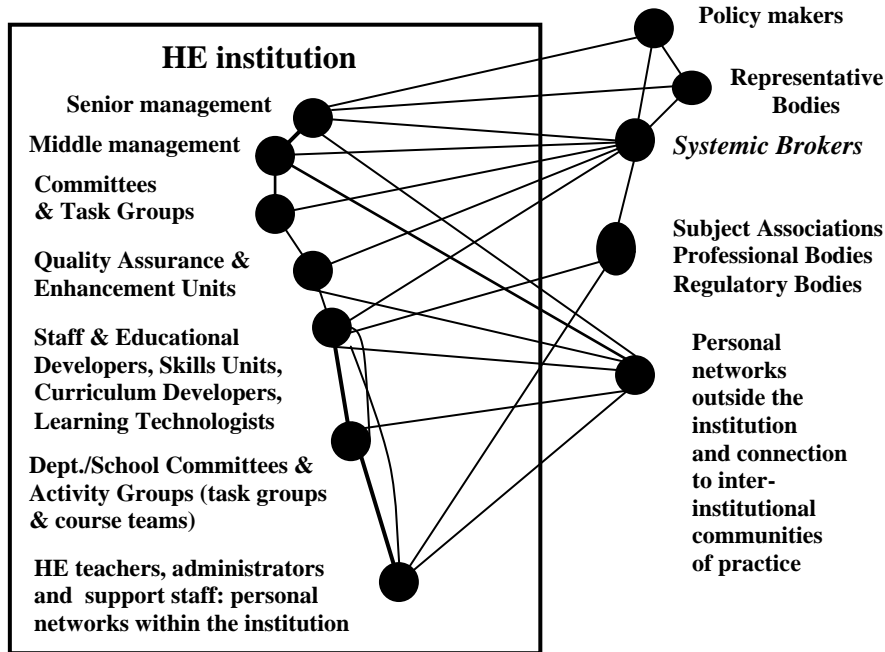 HE institution
Senior management
Middle management
Committees
& Task Groups
Quality Assurance &
Enhancement Units
Staff & Educational
Developers, Skills Units,
Curriculum Developers,
Learning Technologists
Dept./School Committees &
Activity Groups (task groups
& course teams)
HE teachers, administrators
and support staff: personal
networks within the institution
Policy makers
Representative
Bodies
Systemic Brokers
Subject Associations
Professional Bodies
Regulatory Bodies
Personal
networks
outside the
institution
and connection
to inter-
institutional
communities
of practice